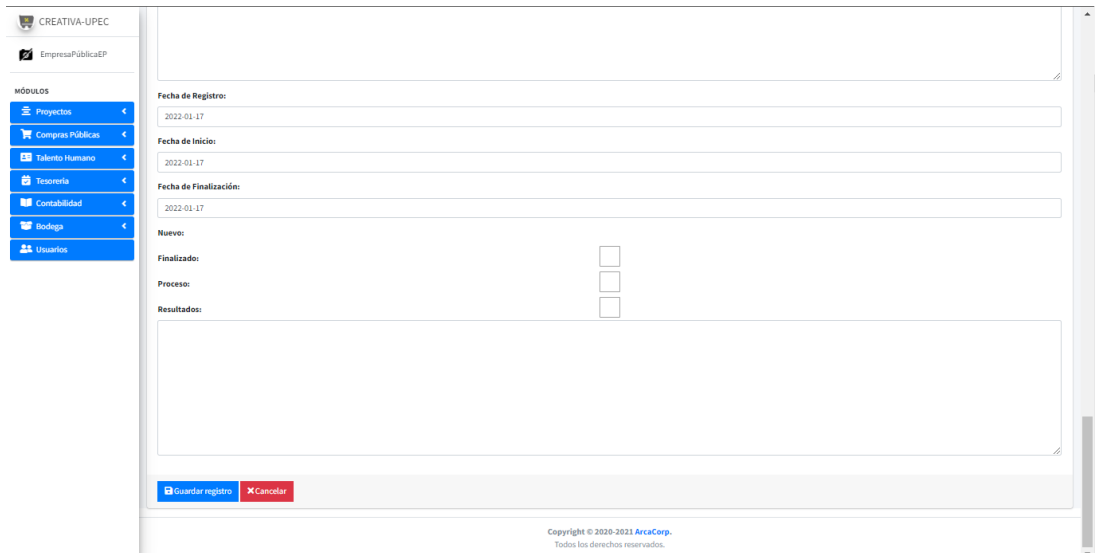 CREATIVA-UPEC
EmpresaPúblicaEP
MÓDULOS
Proyectos
Compras Públicas
Talento Humano
Tesoreria
Contabilidad
Bodega
Usuarios
Fecha de Registro:
2022-01-17
Fecha de Inicio:
2022-01-17
Fecha de Finalización:
2022-01-17
Nuevo:
Finalizado:
Proceso:
Resultados:
Guardar registro
Cancelar
Copyright © 2020-2021 ArcaCorp.
Todos los derechos reservados.